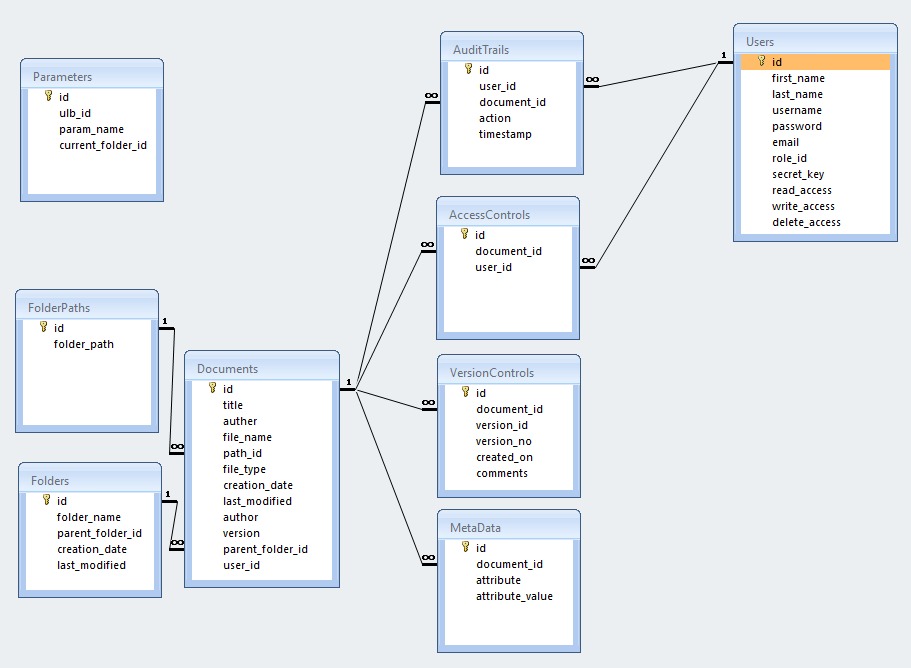 Parameters
id
ulb_id
param_name
current_folder_id
FolderPaths
id
folder_path
1
∞
Folders
id
folder_name
parent_folder_id
creation_date
last_modified
1
∞
Documents
id
title
auther
file_name
path_id
file_type
creation_date
last_modified
author
version
parent_folder_id
user_id
1
AuditTrails
id
user_id
document_id
action
timestamp
∞
∞
AccessControls
id
document_id
user_id
∞
∞
VersionControls
id
document_id
version_id
version_no
created_on
comments
∞
MetaData
id
document_id
attribute
attribute_value
∞
Users
id
first_name
last_name
username
password
email
role_id
secret_key
read_access
write_access
delete_access
1